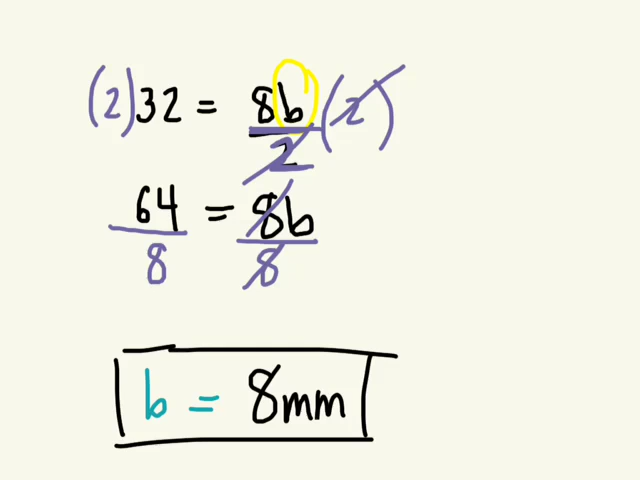 (2)32 = 8b/2 (2)
64/8 = 8b/8
b = 8mm